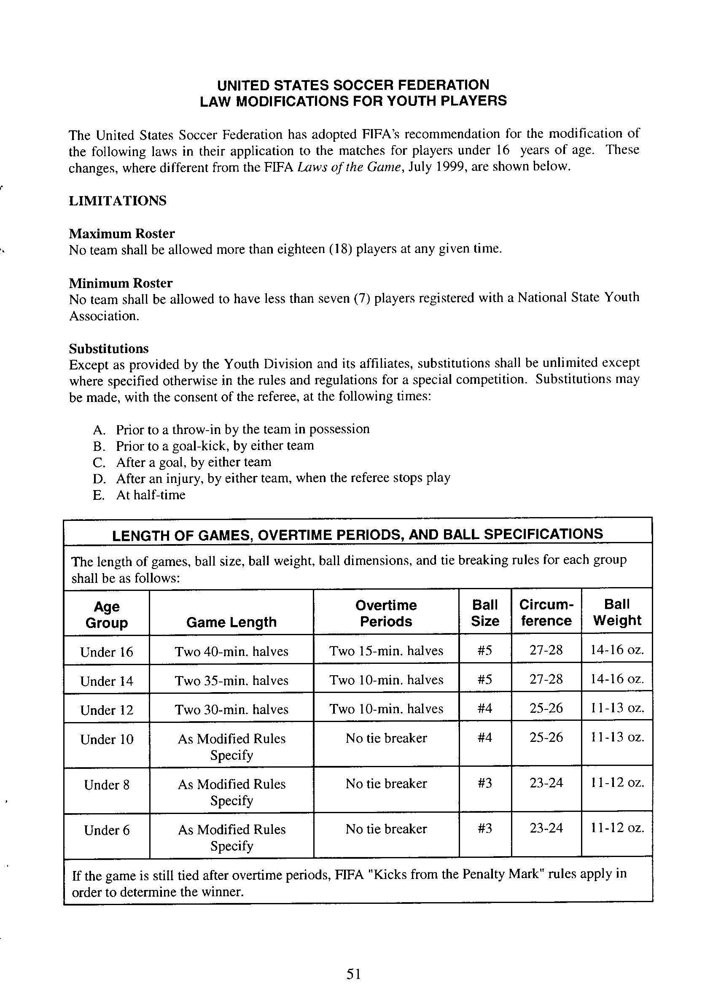 UNITED STATES SOCCER FEDERATION
LAW MODIFICATIONS FOR YOUTH PLAYERS
The United States Soccer Federation has adopted FIFA's recommendation for the modification of
the following laws in their application to the matches for players under 16 years of age. These
changes, where different from the FIFA Laws of the Game, July 1999, are shown below.
LIMITATIONS
Maximum Roster
No team shall be allowed more than eighteen (18) players at any given time.
Minimum Roster
No team shall be allowed to have less than seven (7) players registered with a National State Youth
Association.
Substitutions
Except as provided by the Youth Division and its affiliates, substitutions shall be unlimited except
where specified otherwise in the rules and regulations for a special competition. Substitutions may
be made, with the consent of the referee, at the following times:
A. Prior to a throw-in by the team in possession
B. Prior to a goal-kick, by either team
C. After a goal, by either team
D. After an injury, by either team, when the referee stops play
E. At half-time
LENGTH OF GAMES, OVERTIME PERIODS, AND BALL SPECIFICATIONS
The length of games, ball size, ball weight, ball dimensions, and tie breaking rules for each group
shall be as follows:
Age Overtime Ball Circum- Ball
Group Game Length Periods Size ference Weight
Under 16 Two 40-min. halves Two 15-min. halves #5 27-28 14-16 oz.
Under 14 Two 35-min. halves Two 10-min. halves #5 27-28 14-16 oz.
Under 12 Two 30-min. halves Two 10-min. halves #4 25-26 11-13 oz.
Under 10 As Modified Rules No tie breaker #4 25-26 11-13 oz.
Specify
Under 8 As Modified Rules No tie breaker #3 23-24 11-12 oz.
Specify
Under 6 As Modified Rules No tie breaker #3 23-24 11-12 oz.
Specify
If the game is still tied after overtime periods, FIFA "Kicks from the Penalty Mark" rules apply in
order to determine the winner.
51